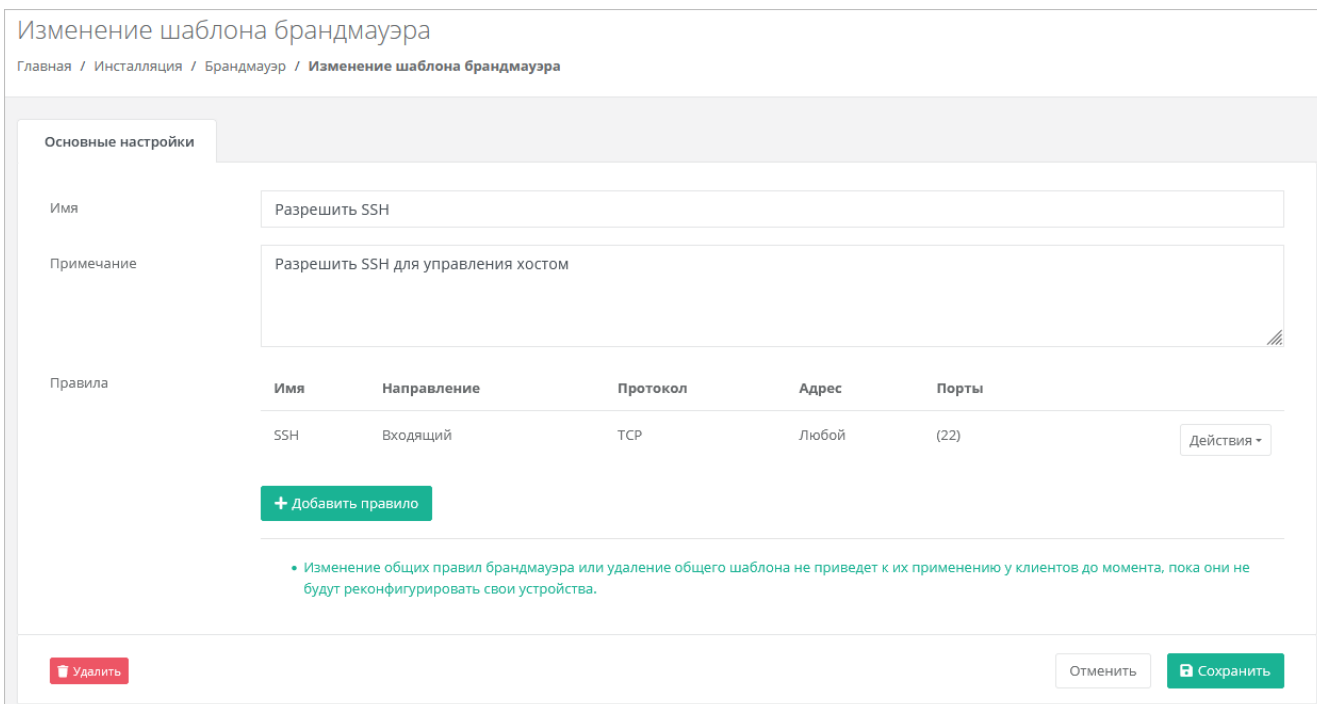 Изменение шаблона брандмауэра
Главная / Инсталляция / Брандмауэр / Изменение шаблона брандмауэра
Основные настройки
Имя Разрешить SSH
Примечание Разрешить SSH для управления хостом
Правила Имя Направление Протокол Адрес Порты
SSH Входящий TCP Любой (22) Действия
Добавить правило
• Изменение общих правил брандмауэра или удаление общего шаблона не приведет к их применению у клиентов до момента, пока они не
будут реконфигурировать свои устройства.
Удалить Отменить Сохранить